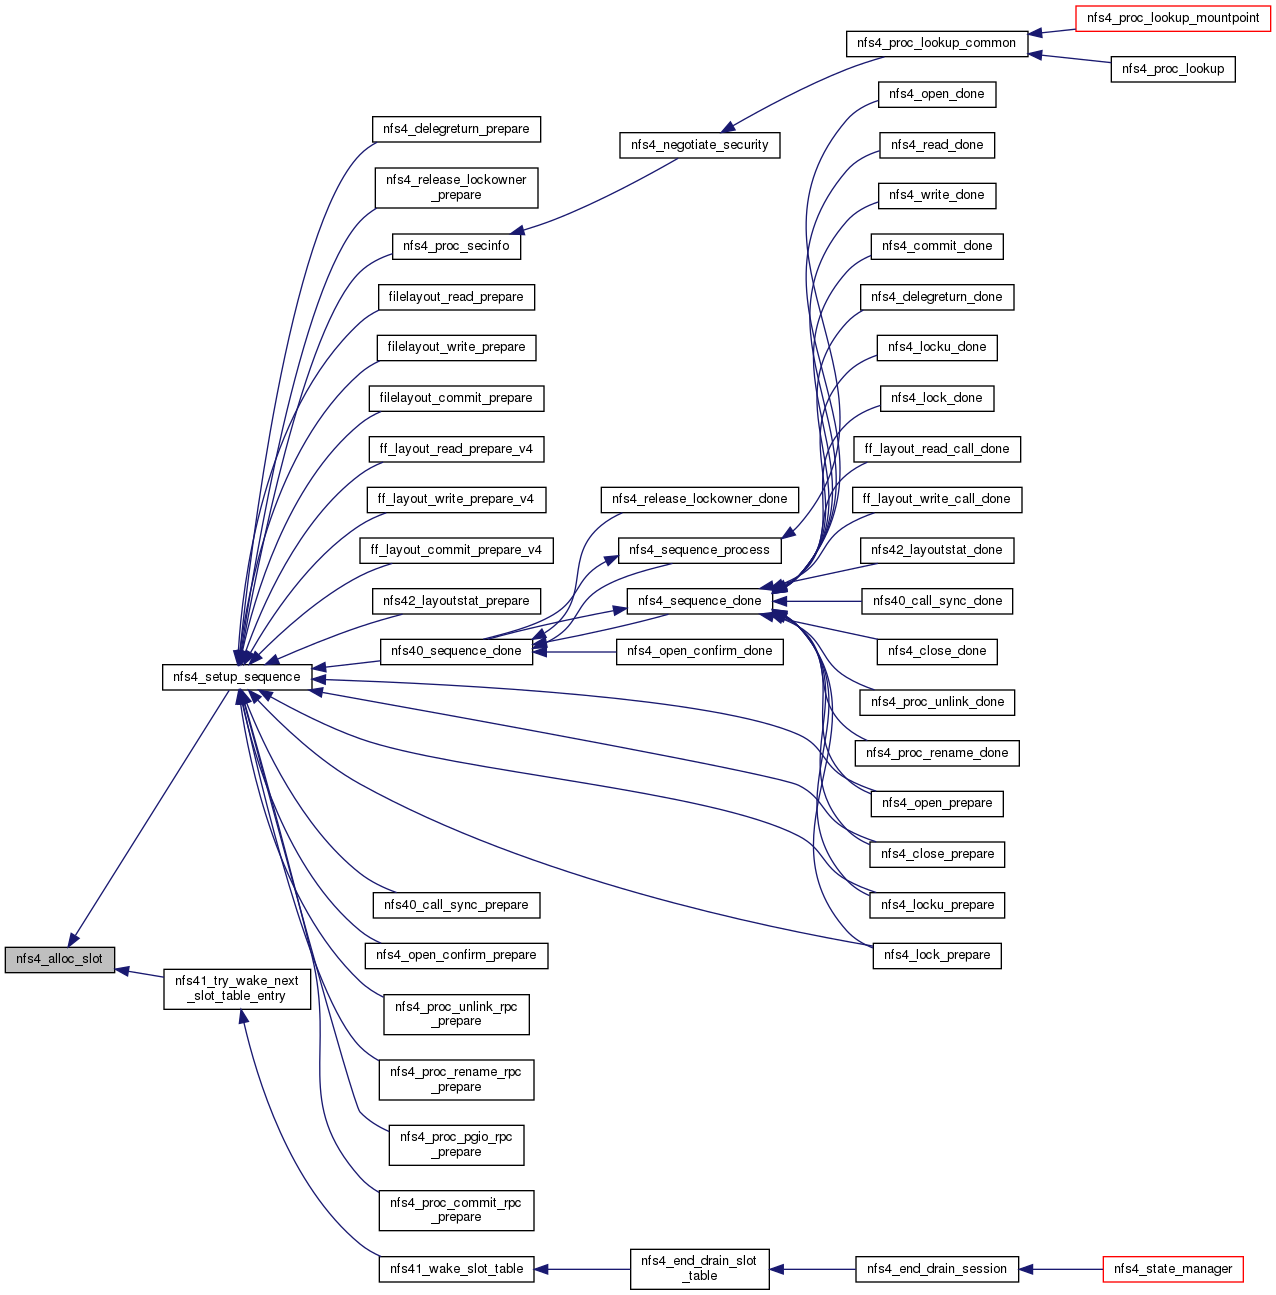 nfs4_proc_lookup_mountpoint
nfs4_proc_lookup_common
nfs4_proc_lookup
nfs4_open_done
nfs4_delegreturn_prepare
nfs4_negotiate_security
nfs4_read_done
nfs4_release_lockowner
_prepare
nfs4_write_done
nfs4_proc_secinfo
nfs4_commit_done
filelayout_read_prepare
nfs4_delegreturn_done
filelayout_write_prepare
nfs4_locku_done
filelayout_commit_prepare
nfs4_lock_done
ff_layout_read_prepare_v4
ff_layout_read_call_done
ff_layout_write_prepare_v4
nfs4_release_lockowner_done
ff_layout_write_call_done
ff_layout_commit_prepare_v4
nfs4_sequence_process
nfs42_layoutstat_done
nfs42_layoutstat_prepare
nfs4_sequence_done
nfs40_call_sync_done
nfs40_sequence_done
nfs4_open_confirm_done
nfs4_close_done
nfs4_setup_sequence
nfs4_proc_unlink_done
nfs4_proc_rename_done
nfs4_open_prepare
nfs4_close_prepare
nfs40_call_sync_prepare
nfs4_locku_prepare
nfs4_alloc_slot
nfs4_open_confirm_prepare
nfs4_lock_prepare
nfs41_try_wake_next
_slot_table_entry
nfs4_proc_unlink_rpc
_prepare
nfs4_proc_rename_rpc
_prepare
nfs4_proc_pgio_rpc
_prepare
nfs4_proc_commit_rpc
_prepare
nfs41_wake_slot_table
nfs4_end_drain_slot
_table
nfs4_end_drain_session
nfs4_state_manager